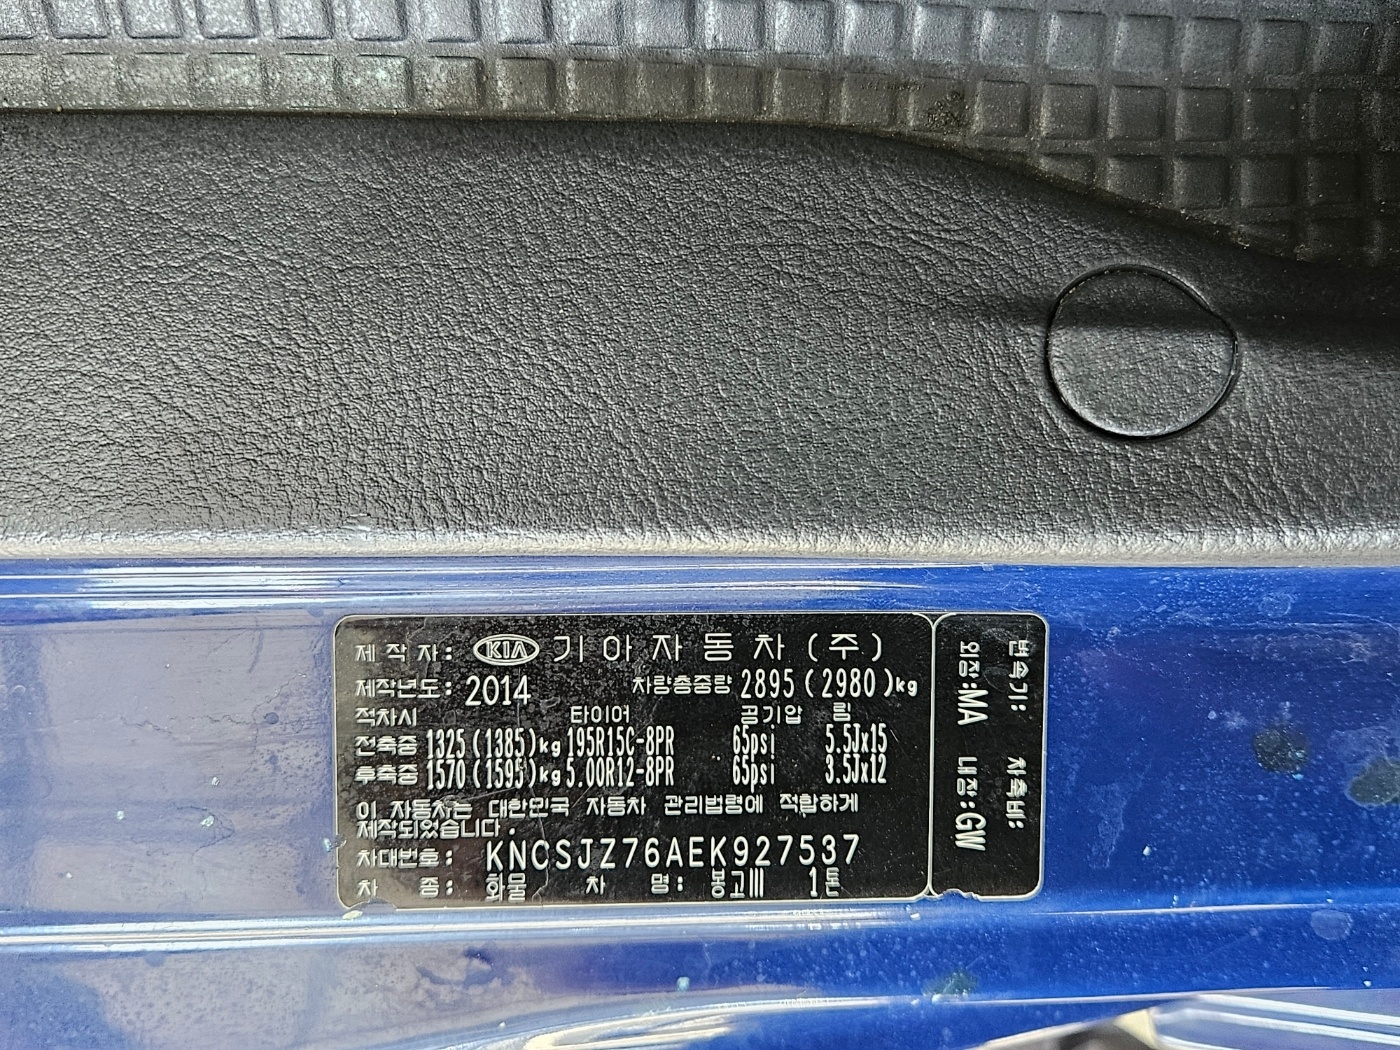 제 작 자: KIA 기 아 자 동 차 (주)
제작년도: 2014 차량총중량 2895 (2980)kg
적차시 타이어 공기압 림
전축중 1325 (1385)kg 195R15C-8PR 65psi 5.5Jx15
후축중 1570 (1595)kg 5.00R12-8PR 65psi 3.5Jx12
이 자동차는 대한민국 자동차 관리법령에 적합하게
제작되었습니다.
차대번호: KNCSJZ76AEK927537
차 종: 화물 차 명: 봉고III 1톤
변속기: 차축비:
외장:MA 내장:GW